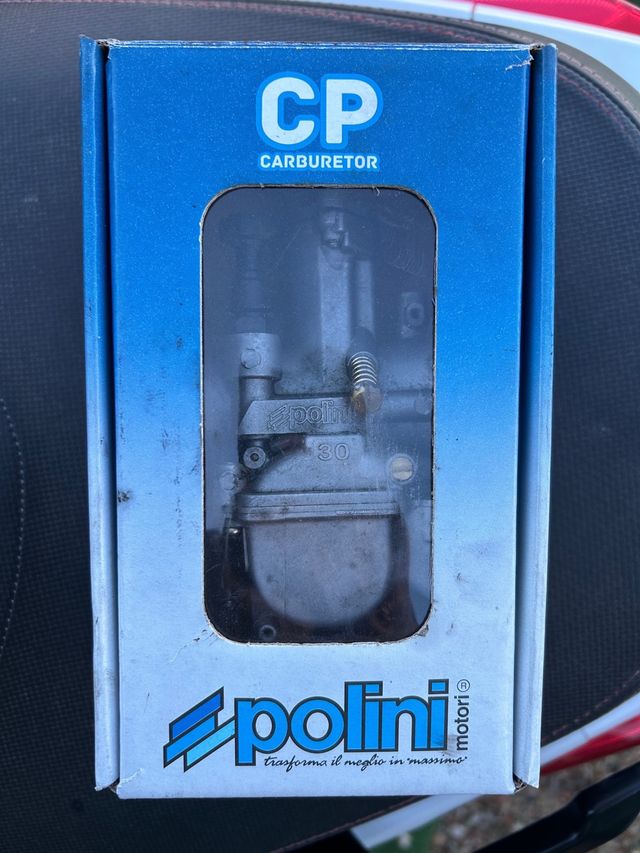 CP
CARBURETOR
polini
30
polini
motori®
trasforma il meglio in "massimo"